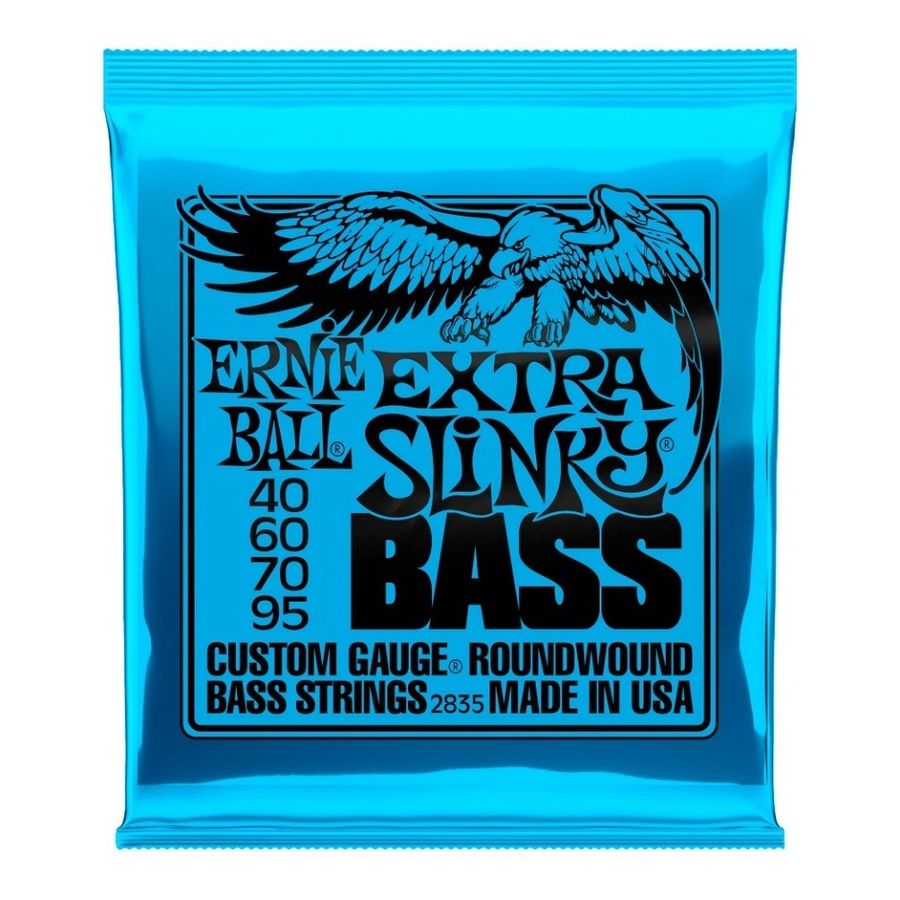 ERNIE
BALL®
EXTRA
SLINKY®
BASS
40
60
70
95
CUSTOM GAUGE® ROUNDWOUND
BASS STRINGS 2835 MADE IN USA